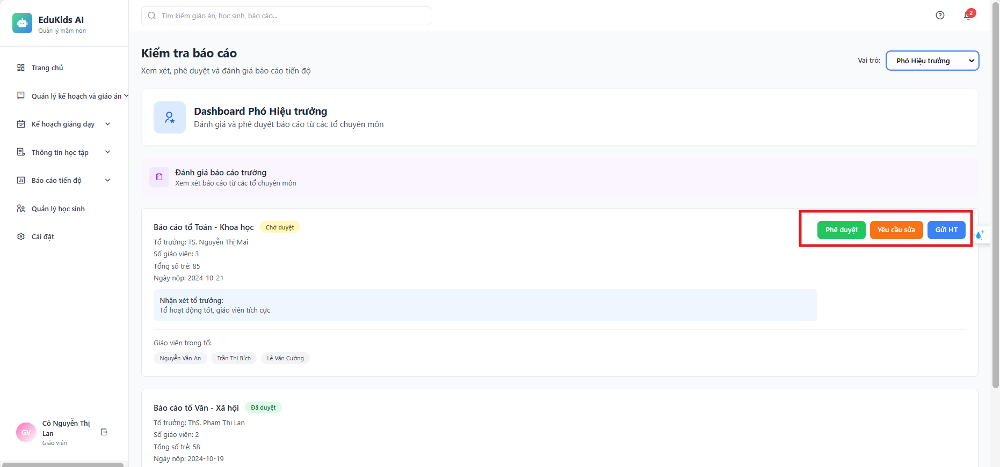 EduKids AI
Quản lý mầm non
Trang chủ
Quản lý kế hoạch và giáo án
Kế hoạch giảng dạy
Thông tin học tập
Báo cáo tiến độ
Quản lý học sinh
Cài đặt
GV
Cô Nguyễn Thị
Lan
Giáo viên
Tìm kiếm giáo án, học sinh, báo cáo...
2
Kiểm tra báo cáo
Xem xét, phê duyệt và đánh giá báo cáo tiến độ
Vai trò:
Phó Hiệu trưởng
Dashboard Phó Hiệu trưởng
Đánh giá và phê duyệt báo cáo từ các tổ chuyên môn
Đánh giá báo cáo trường
Xem xét báo cáo từ các tổ chuyên môn
Báo cáo tổ Toán - Khoa học
Chờ duyệt
Phê duyệt
Yêu cầu sửa
Gửi HT
Tổ trưởng: TS. Nguyễn Thị Mai
Số giáo viên: 3
Tổng số trẻ: 85
Ngày nộp: 2024-10-21
Nhận xét tổ trưởng:
Tổ hoạt động tốt, giáo viên tích cực
Giáo viên trong tổ:
Nguyễn Văn An
Trần Thị Bích
Lê Văn Cường
Báo cáo tổ Văn - Xã hội
Đã duyệt
Tổ trưởng: ThS. Phạm Thị Lan
Số giáo viên: 2
Tổng số trẻ: 58
Ngày nộp: 2024-10-19